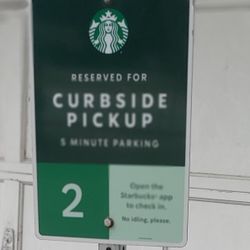 RESERVED FOR
CURBSIDE
PICKUP
5 MINUTE PARKING
2
Open the
Starbucks® app
to check in.
No idling, please.